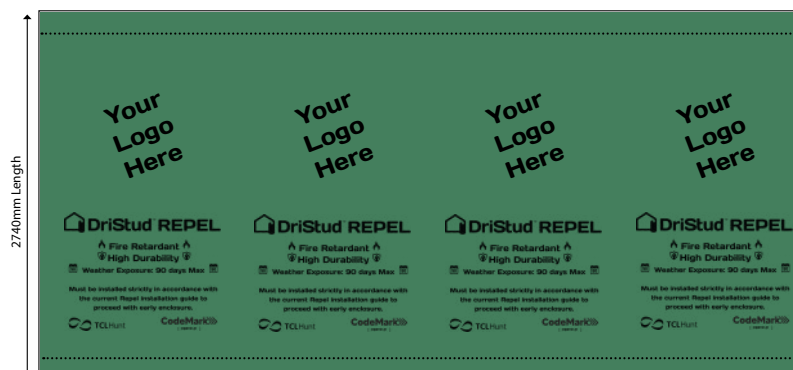 2740mm Length
Your
Logo
Here
DriStud™ REPEL
Fire Retardant
High Durability
Weather Exposure: 90 days Max
Must be installed strictly in accordance with
the current Repel installation guide to
proceed with early enclosure.
TCLHunt
CodeMark
Your
Logo
Here
DriStud™ REPEL
Fire Retardant
High Durability
Weather Exposure: 90 days Max
Must be installed strictly in accordance with
the current Repel installation guide to
proceed with early enclosure.
TCLHunt
CodeMark
Your
Logo
Here
DriStud™ REPEL
Fire Retardant
High Durability
Weather Exposure: 90 days Max
Must be installed strictly in accordance with
the current Repel installation guide to
proceed with early enclosure.
TCLHunt
CodeMark
Your
Logo
Here
DriStud™ REPEL
Fire Retardant
High Durability
Weather Exposure: 90 days Max
Must be installed strictly in accordance with
the current Repel installation guide to
proceed with early enclosure.
TCLHunt
CodeMark